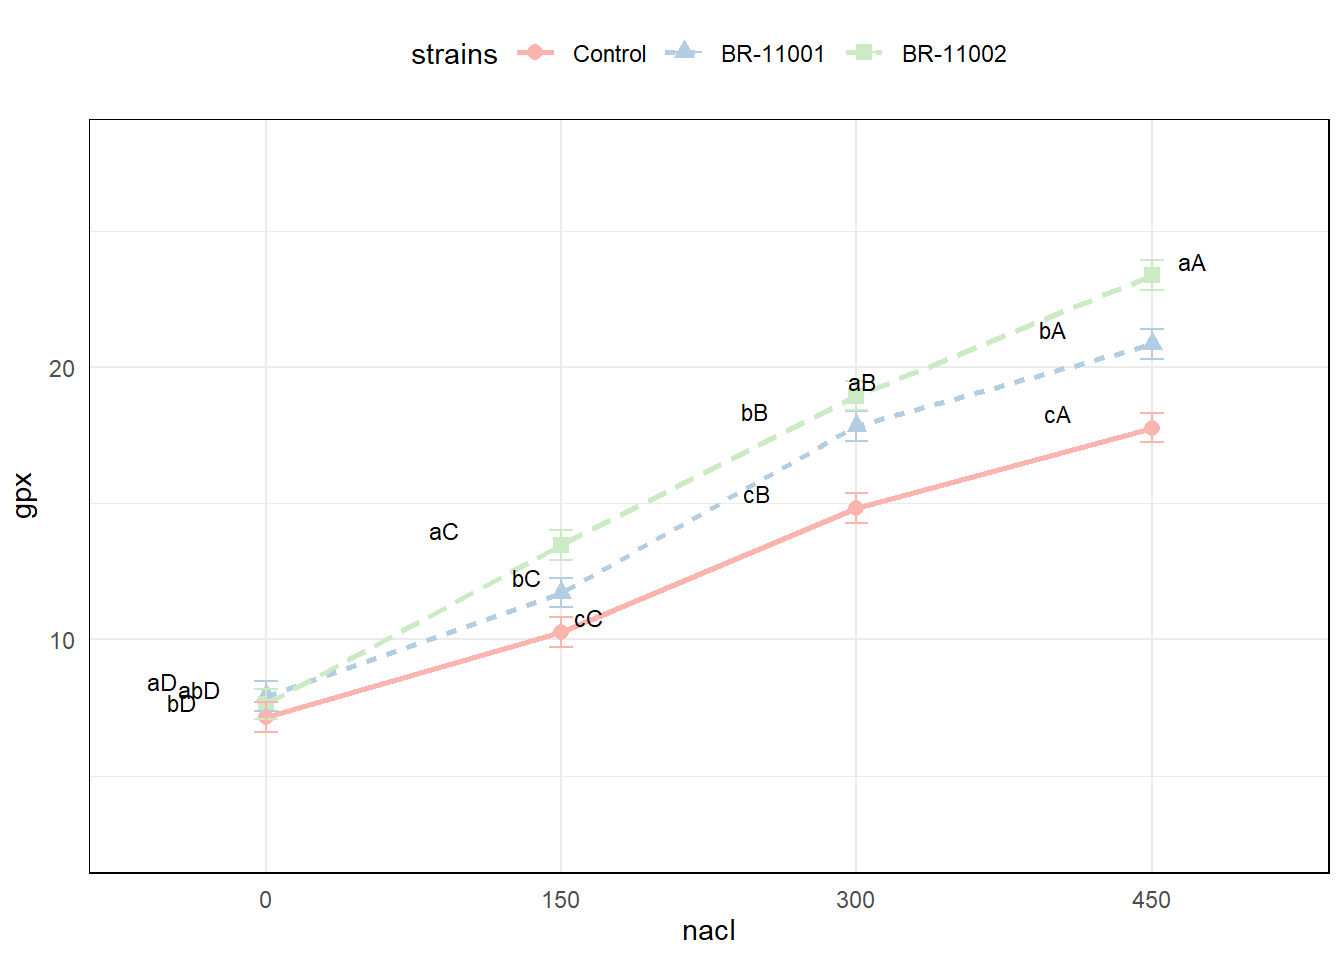 strains Control BR-11001 BR-11002
aA
bA
20
aB
bB
cA
cB
gpx
aC
bC
cC
10
aD abD
bD
0 150 300 450
nacl